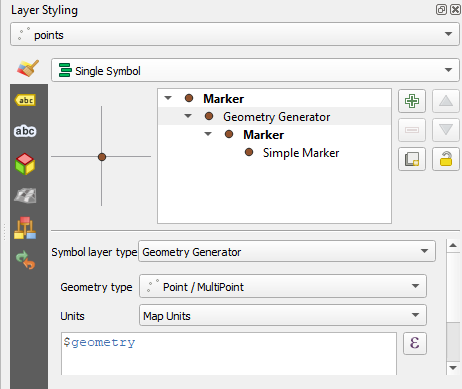 Layer Styling
points
Single Symbol
abc
abc
Marker
Geometry Generator
Marker
Simple Marker
Symbol layer type Geometry Generator
Geometry type Point / MultiPoint
Units Map Units
$geometry
ε